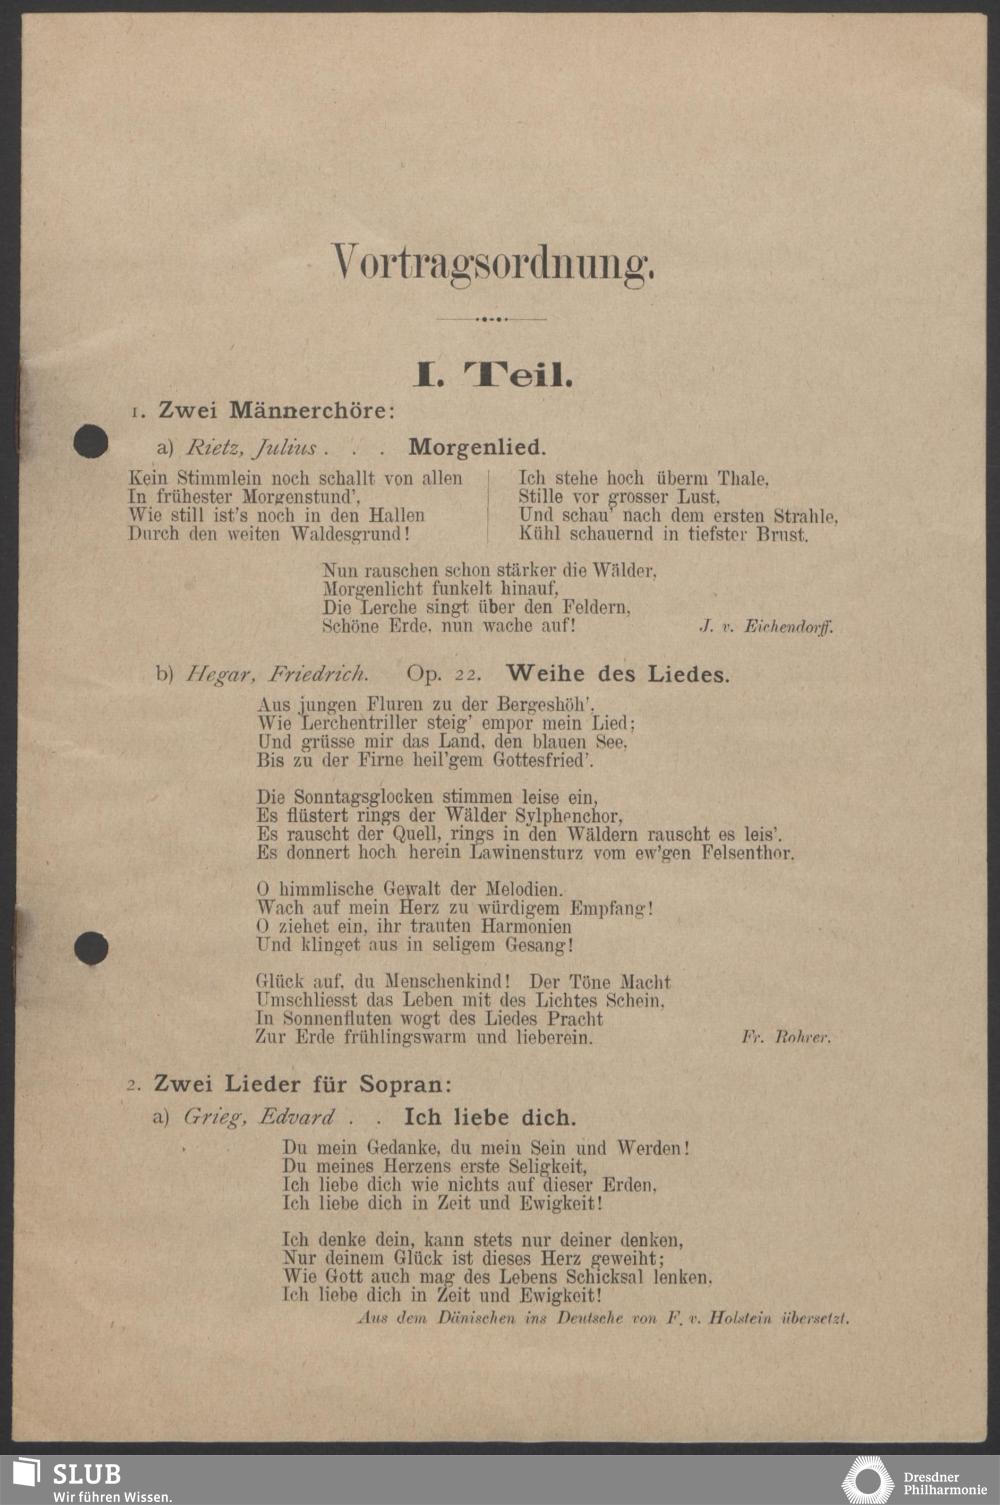 Vortragsordnung.
I. Teil.
1. Zwei Männerchöre:
a) Rietz, Julius . . . Morgenlied.
Kein Stimmlein noch schallt von allen
In frühester Morgenstund',
Wie still ist's noch in den Hallen
Durch den weiten Waldesgrund!
Ich stehe hoch überm Thale,
Stille vor grosser Lust,
Und schau' nach dem ersten Strahle,
Kühl schauernd in tiefster Brust.
Nun rauschen schon stärker die Wälder,
Morgenlicht funkelt hinauf,
Die Lerche singt über den Feldern,
Schöne Erde, nun wache auf!
J. v. Eichendorff.
b) Hegar, Friedrich. Op. 22. Weihe des Liedes.
Aus jungen Fluren zu der Bergeshöh',
Wie Lerchentriller steig' empor mein Lied;
Und grüsse mir das Land, den blauen See,
Bis zu der Firne heil'gem Gottesfried'.
Die Sonntagsglocken stimmen leise ein,
Es flüstert rings der Wälder Sylphenchor,
Es rauscht der Quell, rings in den Wäldern rauscht es leis'.
Es donnert hoch herein Lawinensturz vom ew'gen Felsenthor.
O himmlische Gewalt der Melodien.
Wach auf mein Herz zu würdigem Empfang!
O ziehet ein, ihr trauten Harmonien
Und klinget aus in seligem Gesang!
Glück auf, du Menschenkind! Der Töne Macht
Umschliesst das Leben mit des Lichtes Schein,
In Sonnenfluten wogt des Liedes Pracht
Zur Erde frühlingswarm und lieberein.
Fr. Rohrer.
2. Zwei Lieder für Sopran:
a) Grieg, Edvard . . Ich liebe dich.
Du mein Gedanke, du mein Sein und Werden!
Du meines Herzens erste Seligkeit,
Ich liebe dich wie nichts auf dieser Erden,
Ich liebe dich in Zeit und Ewigkeit!
Ich denke dein, kann stets nur deiner denken,
Nur deinem Glück ist dieses Herz geweiht;
Wie Gott auch mag des Lebens Schicksal lenken,
Ich liebe dich in Zeit und Ewigkeit!
Aus dem Dänischen ins Deutsche von F. v. Holstein übersetzt.
SLUB
Wir führen Wissen.
Dresdner
Philharmonie